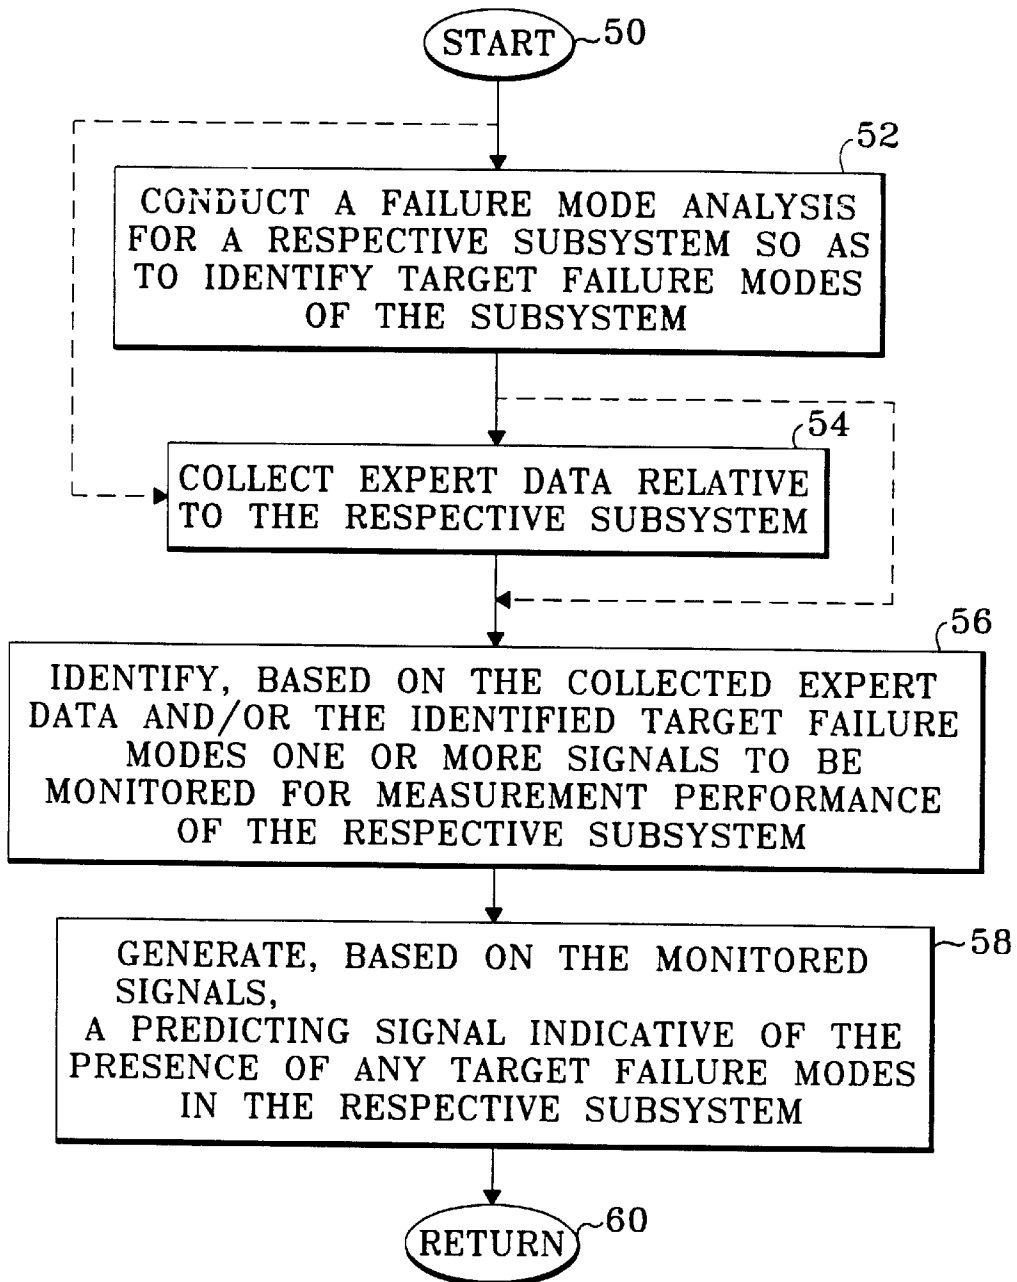 START
50
52
CONDUCT A FAILURE MODE ANALYSIS
FOR A RESPECTIVE SUBSYSTEM SO AS
TO IDENTIFY TARGET FAILURE MODES
OF THE SUBSYSTEM
54
COLLECT EXPERT DATA RELATIVE
TO THE RESPECTIVE SUBSYSTEM
56
IDENTIFY, BASED ON THE COLLECTED EXPERT
DATA AND/OR THE IDENTIFIED TARGET FAILURE
MODES ONE OR MORE SIGNALS TO BE
MONITORED FOR MEASUREMENT PERFORMANCE
OF THE RESPECTIVE SUBSYSTEM
58
GENERATE, BASED ON THE MONITORED
SIGNALS,
A PREDICTING SIGNAL INDICATIVE OF THE
PRESENCE OF ANY TARGET FAILURE MODES
IN THE RESPECTIVE SUBSYSTEM
60
RETURN